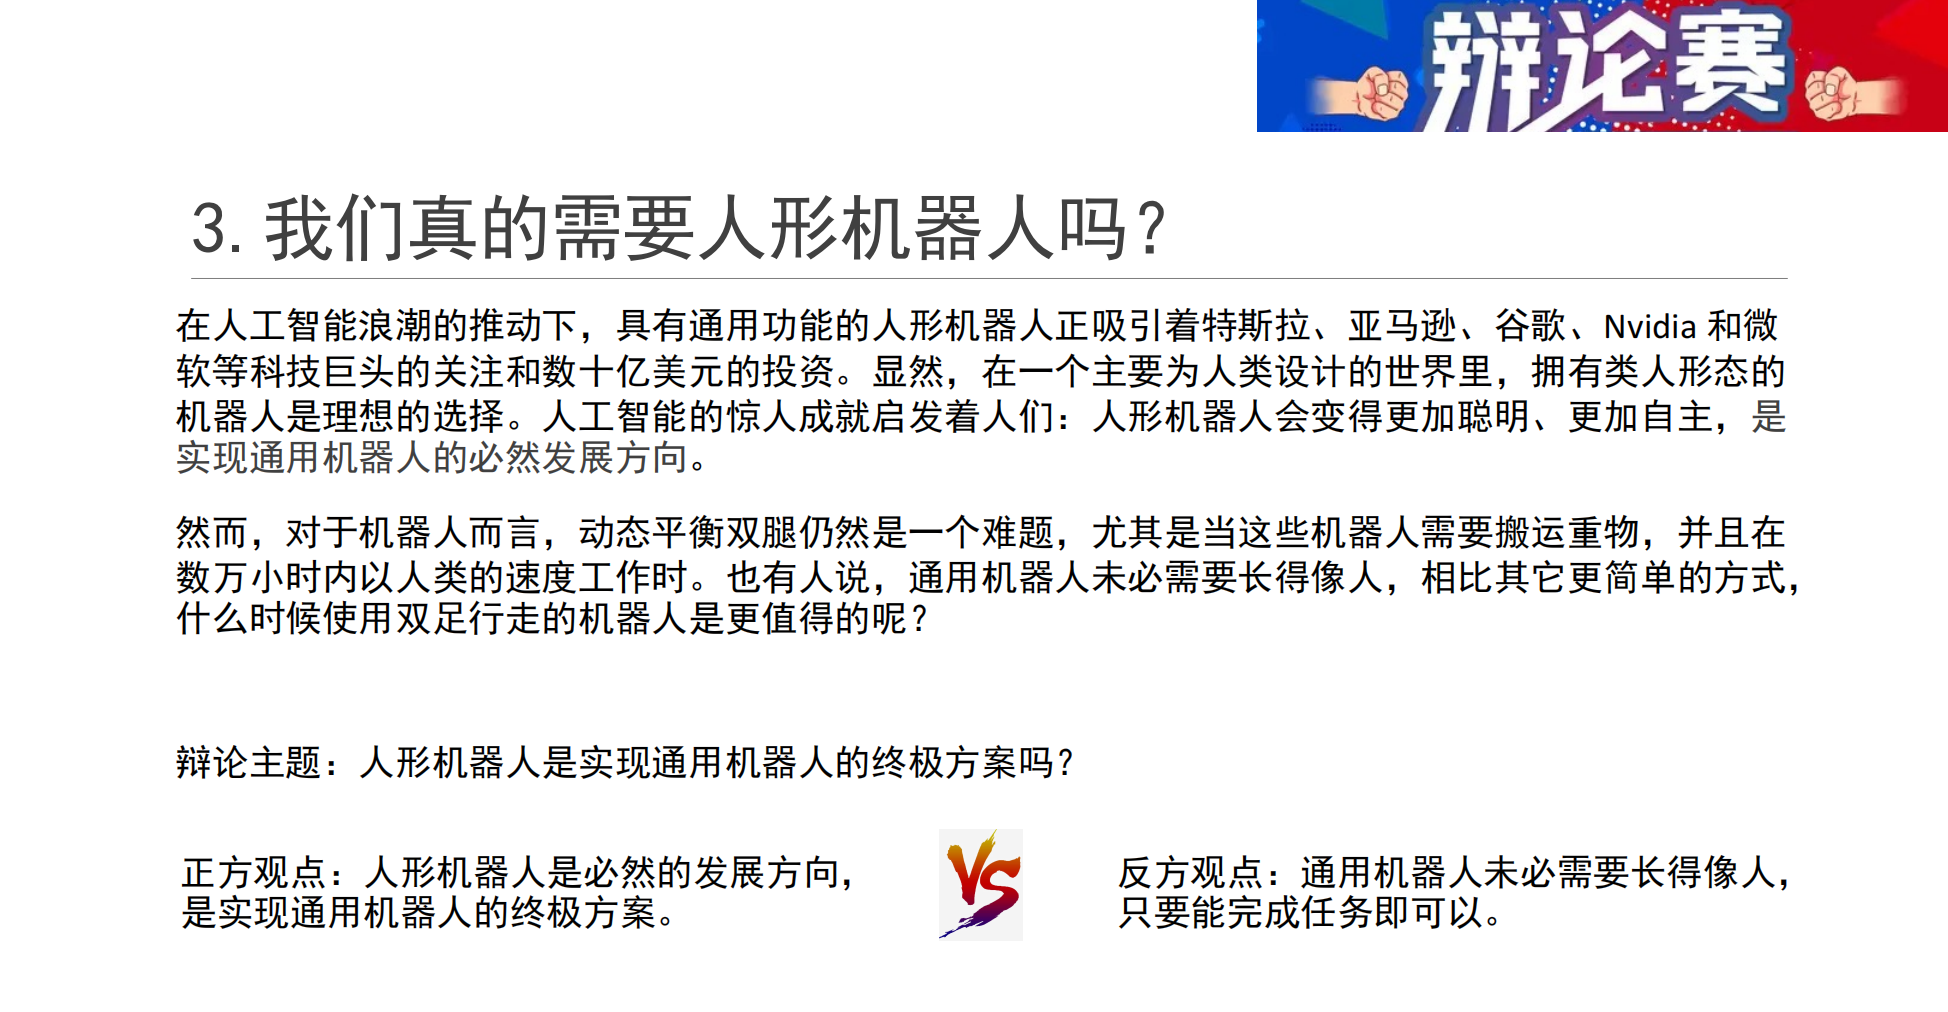 辩论赛
3. 我们真的需要人形机器人吗？
在人工智能浪潮的推动下，具有通用功能的人形机器人正吸引着特斯拉、亚马逊、谷歌、Nvidia 和微
软等科技巨头的关注和数十亿美元的投资。显然，在一个主要为人类设计的世界里，拥有类人形态的
机器人是理想的选择。人工智能的惊人成就启发着人们：人形机器人会变得更加聪明、更加自主，是
实现通用机器人的必然发展方向。
然而，对于机器人而言，动态平衡双腿仍然是一个难题，尤其是当这些机器人需要搬运重物，并且在
数万小时内以人类的速度工作时。也有人说，通用机器人未必需要长得像人，相比其它更简单的方式，
什么时候使用双足行走的机器人是更值得的呢？
辩论主题：人形机器人是实现通用机器人的终极方案吗？
正方观点：人形机器人是必然的发展方向，
是实现通用机器人的终极方案。
VS
反方观点：通用机器人未必需要长得像人，
只要能完成任务即可以。